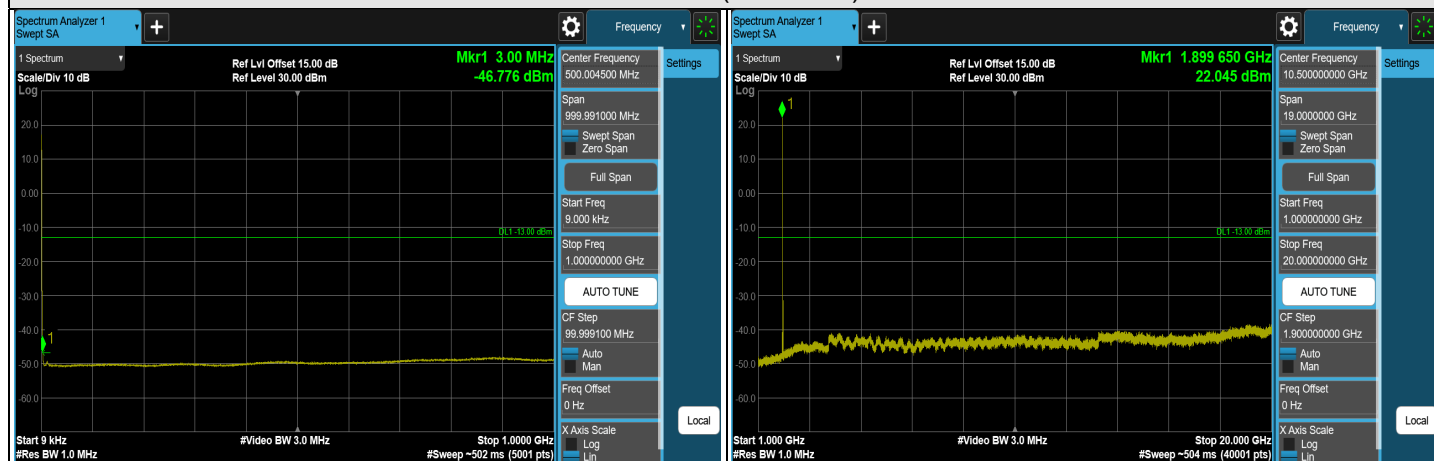 Spectrum Analyzer 1
Swept SA
+
Frequency
1 Spectrum
Scale/Div 10 dB
Log
Ref Lvl Offset 15.00 dB
Ref Level 30.00 dBm
Mkr1 3.00 MHz
-46.776 dBm
20.0
10.0
0.00
-10.0
-20.0
-30.0
-40.0
-50.0
-60.0
1
DL1 -13.00 dBm
Start 9 kHz
#Res BW 1.0 MHz
#Video BW 3.0 MHz
Stop 1.0000 GHz
#Sweep ~502 ms (5001 pts)
Center Frequency
500.004500 MHz
Span
999.991000 MHz
Swept Span
Zero Span
Full Span
Start Freq
9.000 kHz
Stop Freq
1.000000000 GHz
AUTO TUNE
CF Step
99.999100 MHz
Auto
Man
Freq Offset
0 Hz
X Axis Scale
Log
Lin
Settings
Local
Spectrum Analyzer 1
Swept SA
+
Frequency
1 Spectrum
Scale/Div 10 dB
Log
Ref Lvl Offset 15.00 dB
Ref Level 30.00 dBm
Mkr1 1.899 650 GHz
22.045 dBm
1
20.0
10.0
0.00
-10.0
-20.0
-30.0
-40.0
-50.0
-60.0
DL1 -13.00 dBm
Start 1.000 GHz
#Res BW 1.0 MHz
#Video BW 3.0 MHz
Stop 20.000 GHz
#Sweep ~504 ms (40001 pts)
Center Frequency
10.500000000 GHz
Span
19.0000000 GHz
Swept Span
Zero Span
Full Span
Start Freq
1.000000000 GHz
Stop Freq
20.000000000 GHz
AUTO TUNE
CF Step
1.900000000 GHz
Auto
Man
Freq Offset
0 Hz
X Axis Scale
Log
Lin
Settings
Local